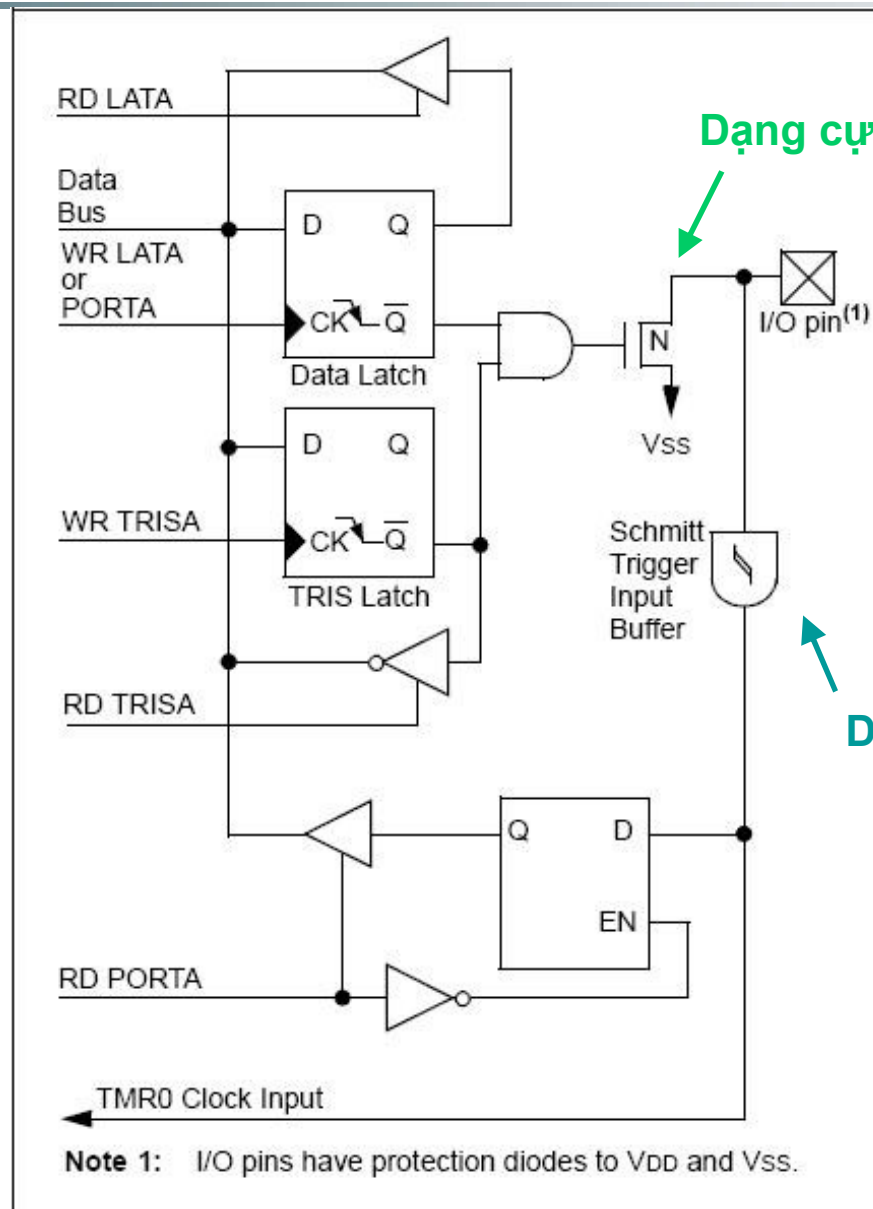 RD LATA
Dạng cự
Data
Bus
D Q
WR LATA
or
PORTA
CK Q
N
I/O pin(1)
Data Latch
VSS
D Q
WR TRISA
CK Q
TRIS Latch
Schmitt
Trigger
Input
Buffer
RD TRISA
D
Q D
EN
RD PORTA
TMR0 Clock Input
Note 1: I/O pins have protection diodes to VDD and VSS.